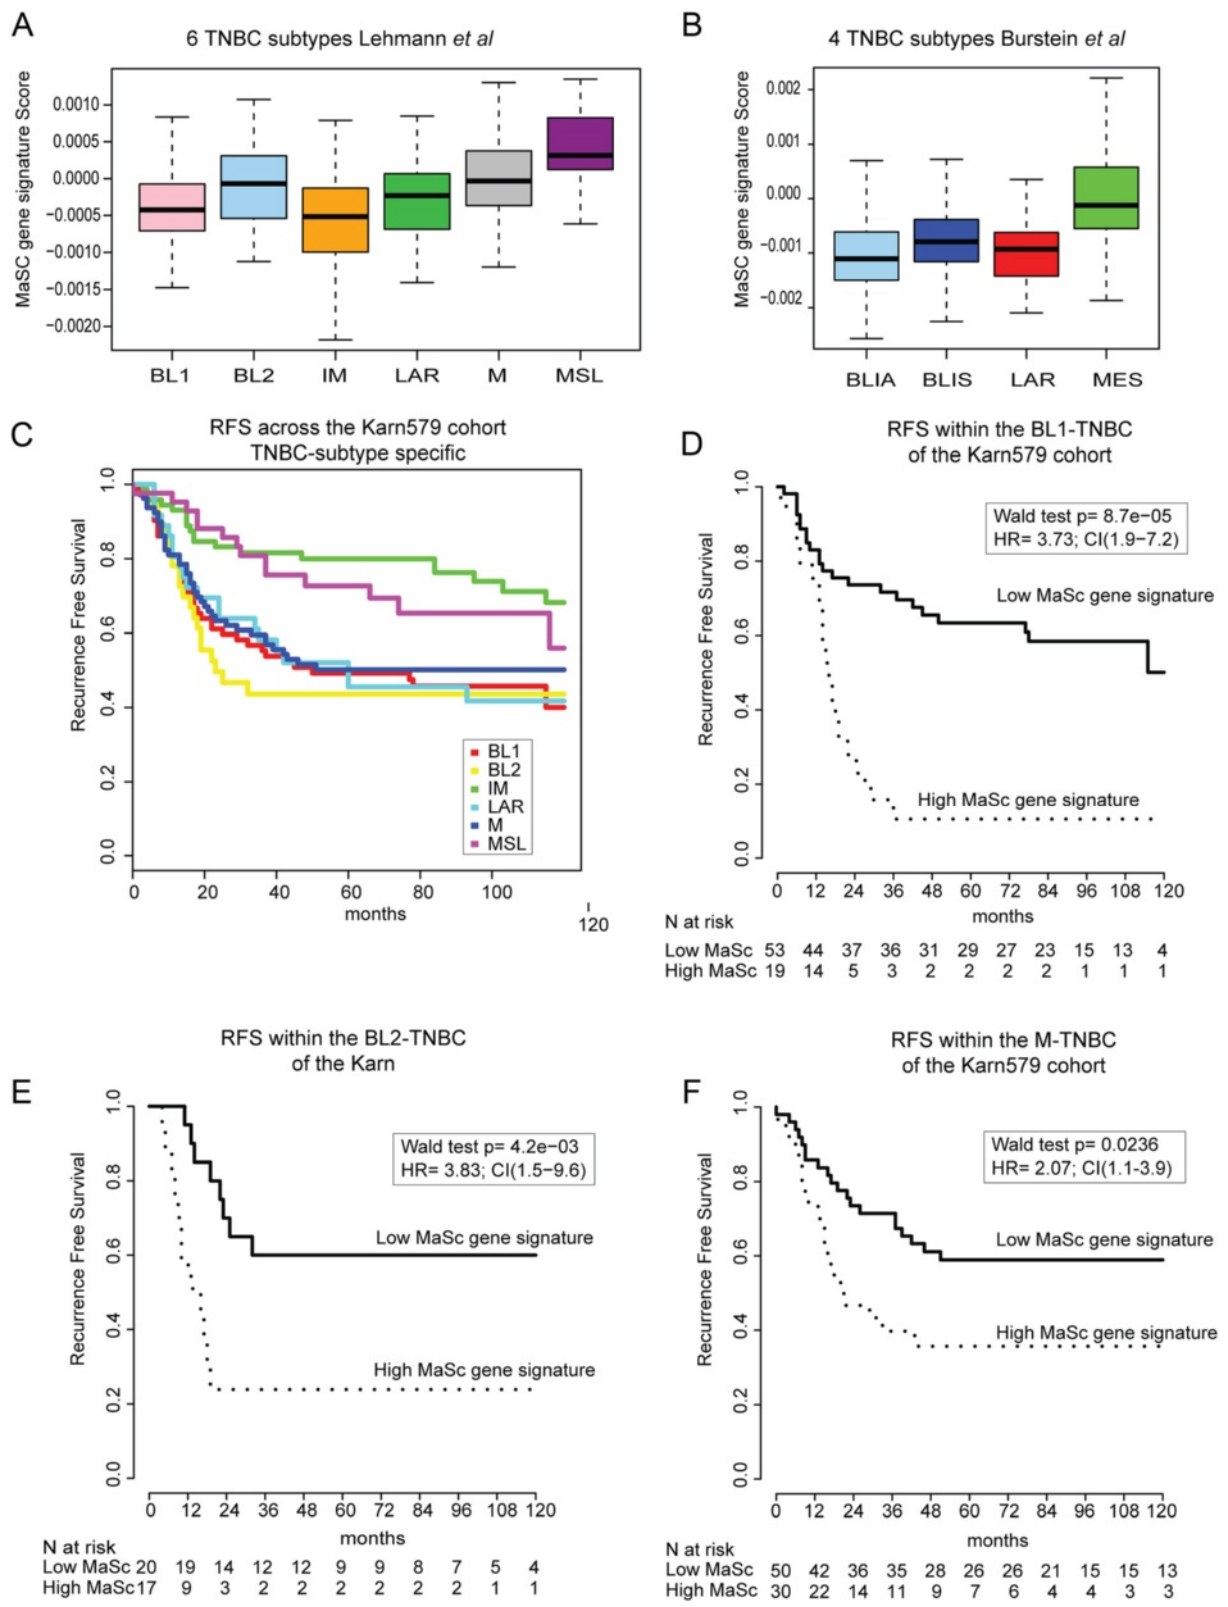 A
6 TNBC subtypes Lehmann et al
MaSC gene signature Score
0.0010
0.0005
0.0000
−0.0005
−0.0010
−0.0015
−0.0020
BL1 BL2 IM LAR M MSL
B
4 TNBC subtypes Burstein et al
MaSC gene signature Score
0.002
0.001
0.000
−0.001
−0.002
BLIA BLIS LAR MES
C
RFS across the Karn579 cohort
TNBC-subtype specific
Recurrence Free Survival
1.0
0.8
0.6
0.4
0.2
0.0
BL1
BL2
IM
LAR
M
MSL
0 20 40 60 80 100
120
months
D
RFS within the BL1-TNBC
of the Karn579 cohort
Recurrence Free Survival
1.0
0.8
0.6
0.4
0.2
0.0
Wald test p= 8.7e−05
HR= 3.73; CI(1.9−7.2)
Low MaSc gene signature
High MaSc gene signature
0 12 24 36 48 60 72 84 96 108 120
months
N at risk
Low MaSc 53 44 37 36 31 29 27 23 15 13 4
High MaSc 19 14 5 3 2 2 2 2 1 1 1
E
RFS within the BL2-TNBC
of the Karn
Recurrence Free Survival
1.0
0.8
0.6
0.4
0.2
0.0
Wald test p= 4.2e−03
HR= 3.83; CI(1.5−9.6)
Low MaSc gene signature
High MaSc gene signature
0 12 24 36 48 60 72 84 96 108 120
months
N at risk
Low MaSc 20 19 14 12 12 9 9 8 7 5 4
High MaSc 17 9 3 2 2 2 2 2 2 1 1
F
RFS within the M-TNBC
of the Karn579 cohort
Recurrence Free Survival
1.0
0.8
0.6
0.4
0.2
0.0
Wald test p= 0.0236
HR= 2.07; CI(1.1-3.9)
Low MaSc gene signature
High MaSc gene signature
0 12 24 36 48 60 72 84 96 108 120
months
N at risk
Low MaSc 50 42 36 35 28 26 26 21 15 15 13
High MaSc 30 22 14 11 9 7 6 4 4 3 3